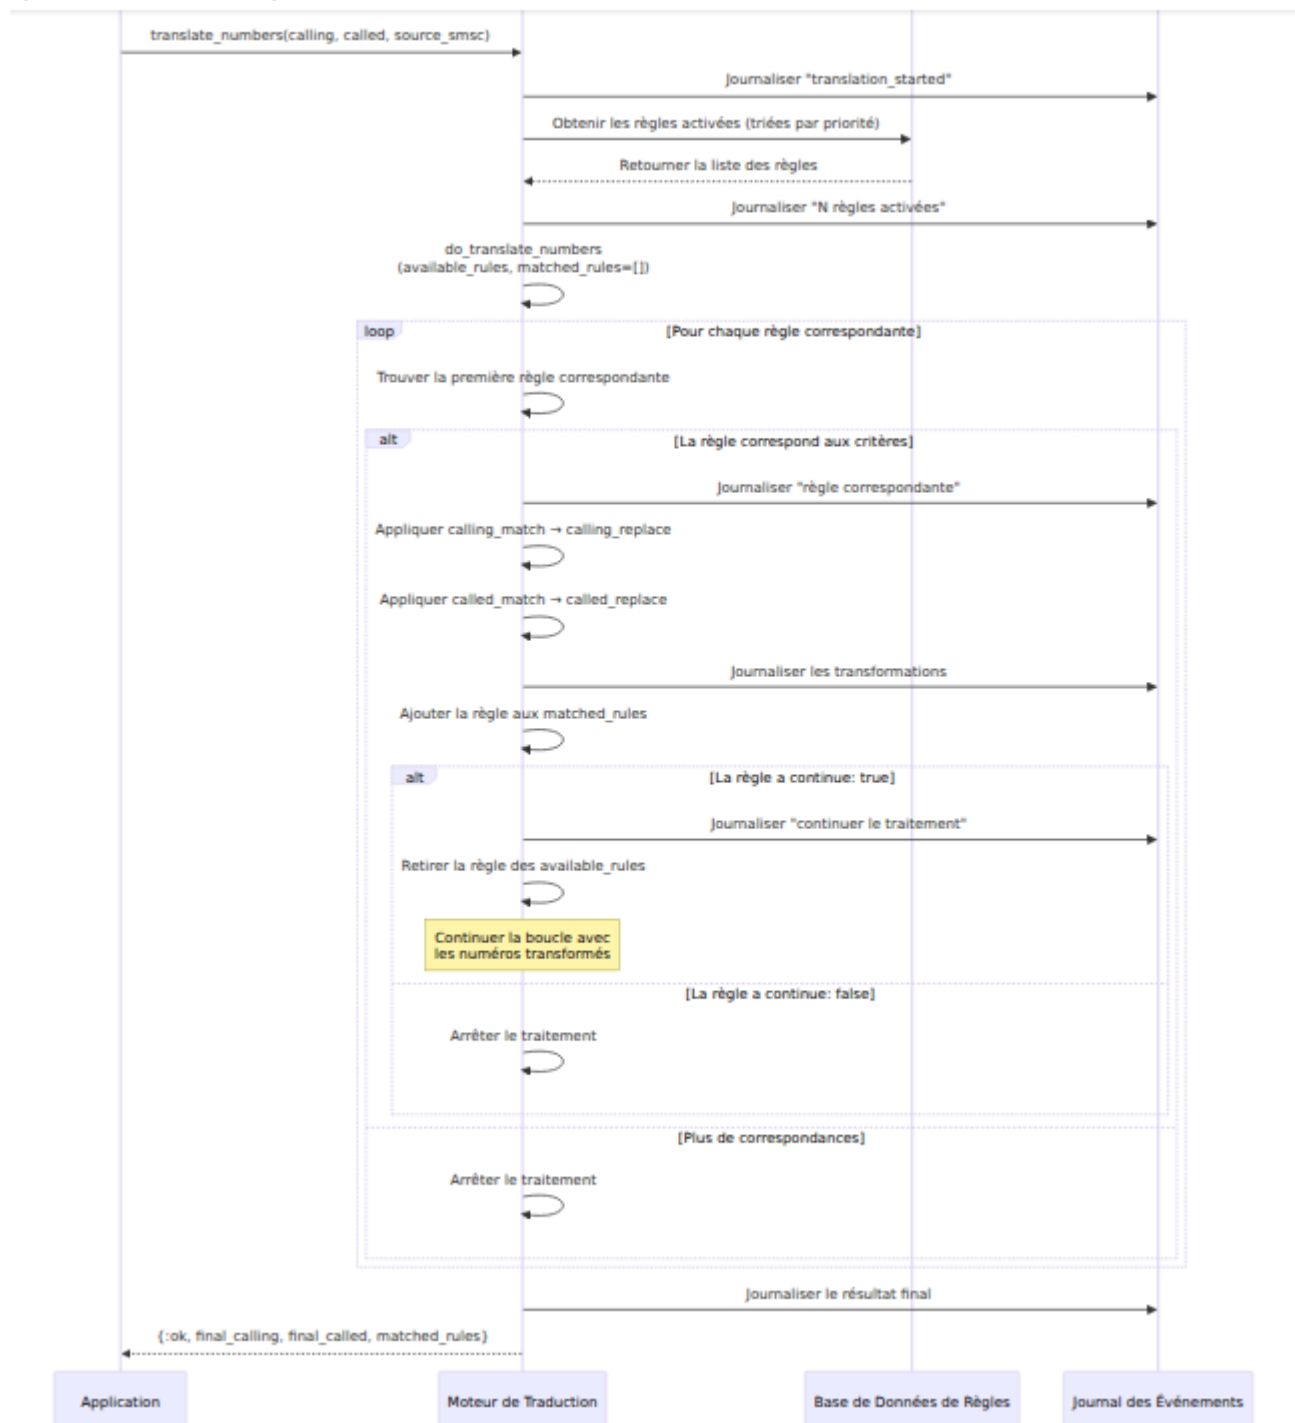 translate_numbers(calling, called, source_smsc)
Journaliser "translation_started"
Obtenir les règles activées (triées par priorité)
Retourner la liste des règles
Journaliser "N règles activées"
do_translate_numbers
(available_rules, matched_rules=[])
loop
[Pour chaque règle correspondante]
Trouver la première règle correspondante
alt
[La règle correspond aux critères]
Journaliser "règle correspondante"
Appliquer calling_match → calling_replace
Appliquer called_match → called_replace
Journaliser les transformations
Ajouter la règle aux matched_rules
alt
[La règle a continue: true]
Journaliser "continuer le traitement"
Retirer la règle des available_rules
Continuer la boucle avec
les numéros transformés
[La règle a continue: false]
Arrêter le traitement
[Plus de correspondances]
Arrêter le traitement
Journaliser le résultat final
{:ok, final_calling, final_called, matched_rules}
Application
Moteur de Traduction
Base de Données de Règles
Journal des Événements